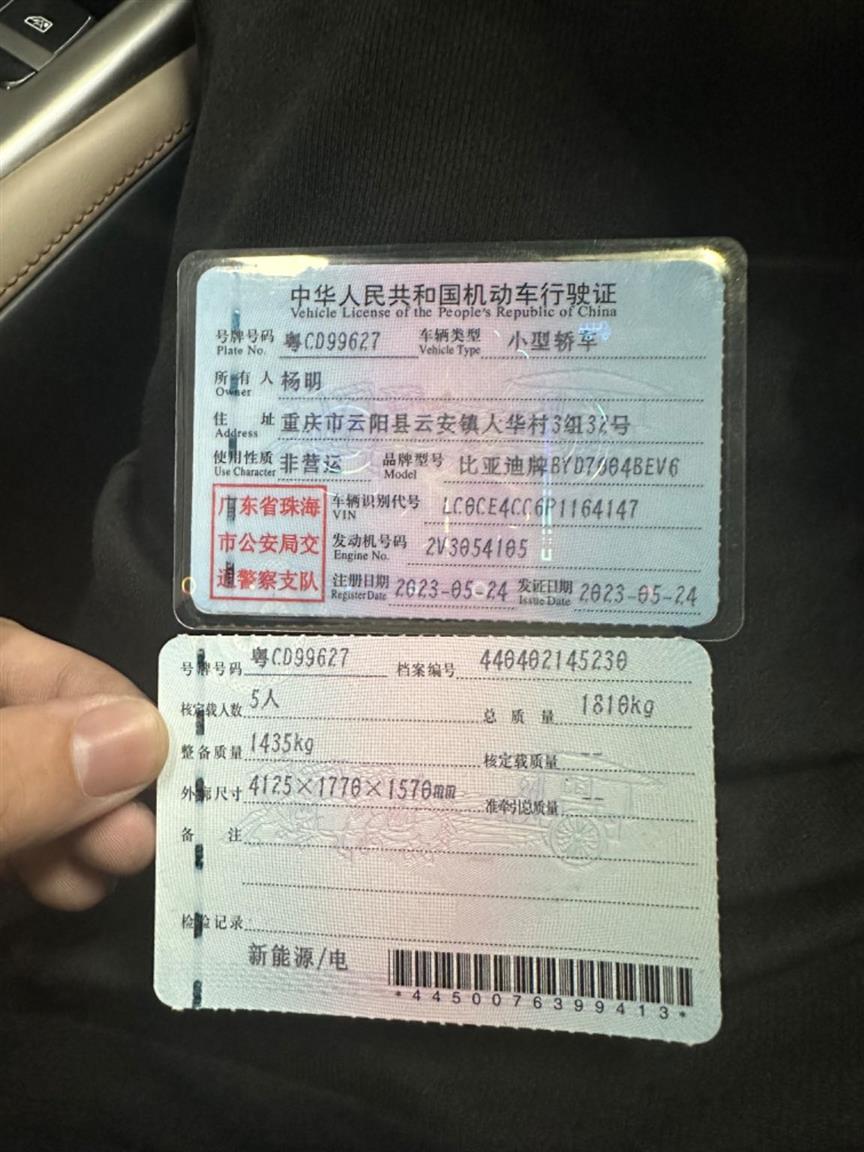 中华人民共和国机动车行驶证
Vehicle License of the People's Republic of China
号牌号码 粤CD99627 车辆类型 小型轿车
Plate No. Vehicle Type
所有人 杨明
Owner
住址 重庆市云阳县云安镇人华村3组32号
Address
使用性质 非营运 品牌型号 比亚迪牌BYD7004BEV6
Use Character Model
广东省珠海
市公安局交
通警察支队
车辆识别代号 LC0CE4CC6P1164147
VIN
发动机号码 2V3054105
Engine No.
注册日期 2023-05-24 发证日期 2023-05-24
Register Date Issue Date
号牌号码 粤CD99627 档案编号 440402145230
核定载人数 5人 总质量 1810kg
整备质量 1435kg 核定载质量 --
外廓尺寸 4125×1770×1570mm 准牵引总质量 --
备注
检验记录
新能源/电
*4450076399413*